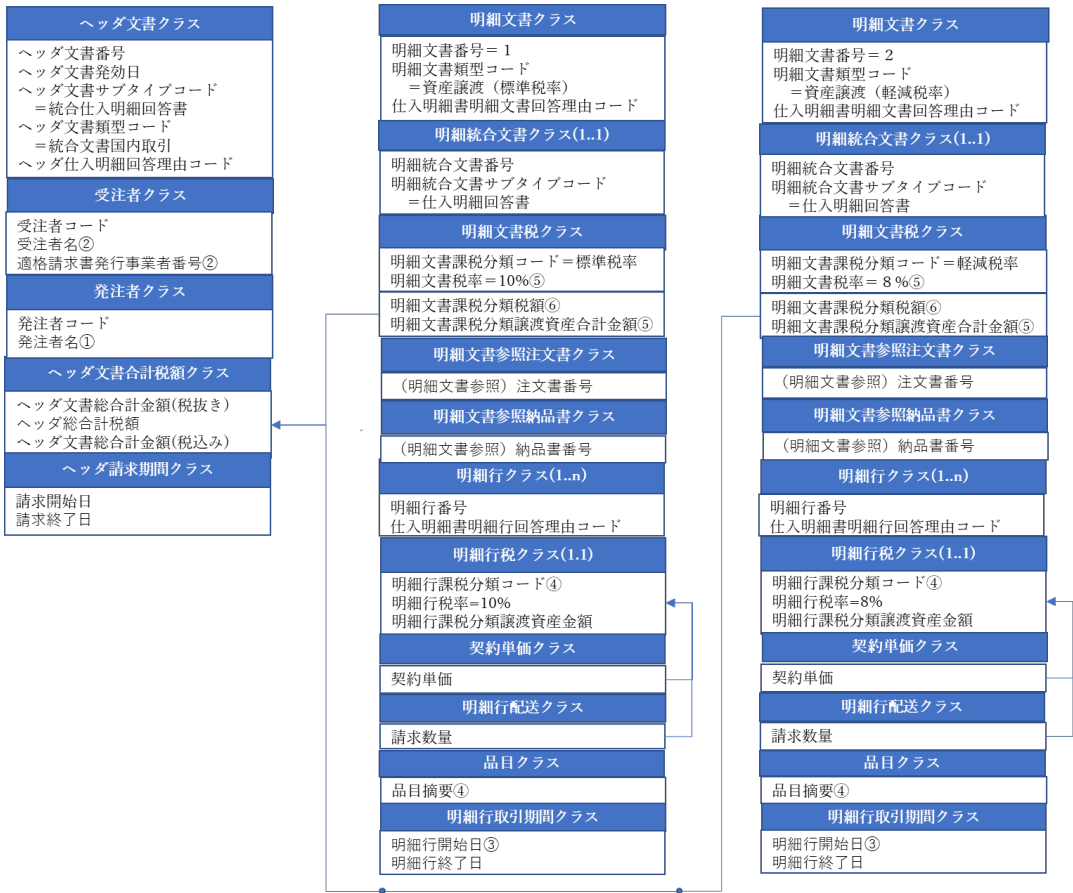 ヘッダ文書クラス
ヘッダ文書番号
ヘッダ文書発効日
ヘッダ文書サブタイプコード
＝統合仕入明細回答書
ヘッダ文書類型コード
＝統合文書国内取引
ヘッダ仕入明細回答理由コード
受注者クラス
受注者コード
受注者名②
適格請求書発行事業者番号②
発注者クラス
発注者コード
発注者名①
ヘッダ文書合計税額クラス
ヘッダ文書総合計金額(税抜き)
ヘッダ総合計税額
ヘッダ文書総合計金額(税込み)
ヘッダ請求期間クラス
請求開始日
請求終了日
明細文書クラス
明細文書番号＝１
明細文書類型コード
＝資産譲渡（標準税率）
仕入明細書明細文書回答理由コード
明細統合文書クラス(1..1)
明細統合文書番号
明細統合文書サブタイプコード
＝仕入明細回答書
明細文書税クラス
明細文書課税分類コード＝標準税率
明細文書税率＝10%⑤
明細文書課税分類税額⑥
明細文書課税分類譲渡資産合計金額⑤
明細文書参照注文書クラス
（明細文書参照）注文書番号
明細文書参照納品書クラス
（明細文書参照）納品書番号
明細行クラス(1..n)
明細行番号
仕入明細書明細行回答理由コード
明細行税クラス(1.1)
明細行課税分類コード④
明細行税率=10%
明細行課税分類譲渡資産金額
契約単価クラス
契約単価
明細行配送クラス
請求数量
品目クラス
品目摘要④
明細行取引期間クラス
明細行開始日③
明細行終了日
明細文書クラス
明細文書番号＝２
明細文書類型コード
＝資産譲渡（軽減税率）
仕入明細書明細文書回答理由コード
明細統合文書クラス(1..1)
明細統合文書番号
明細統合文書サブタイプコード
＝仕入明細回答書
明細文書税クラス
明細文書課税分類コード＝軽減税率
明細文書税率＝８%⑤
明細文書課税分類税額⑥
明細文書課税分類譲渡資産合計金額⑤
明細文書参照注文書クラス
（明細文書参照）注文書番号
明細文書参照納品書クラス
（明細文書参照）納品書番号
明細行クラス(1..n)
明細行番号
仕入明細書明細行回答理由コード
明細行税クラス(1..1)
明細行課税分類コード④
明細行税率=8%
明細行課税分類譲渡資産金額
契約単価クラス
契約単価
明細行配送クラス
請求数量
品目クラス
品目摘要④
明細行取引期間クラス
明細行開始日③
明細行終了日